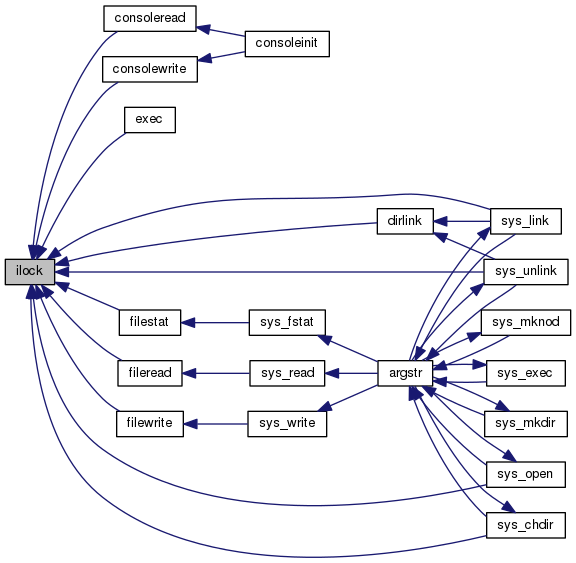 consoleread
consoleinit
consolewrite
exec
dirlink
sys_link
ilock
sys_unlink
filestat
sys_fstat
sys_mknod
fileread
sys_read
argstr
sys_exec
filewrite
sys_write
sys_mkdir
sys_open
sys_chdir